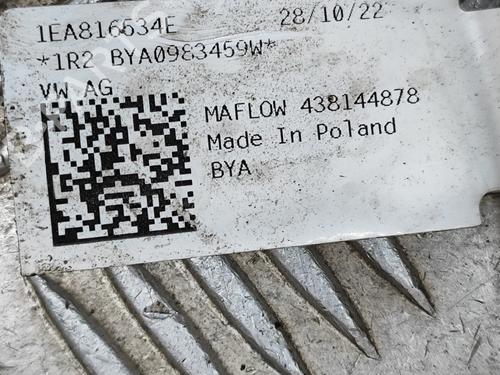 1EA816634E 28/10/22
*1R2 BYA0983459W*
VW AG
MAFLOW 438144878
Made In Poland
BYA